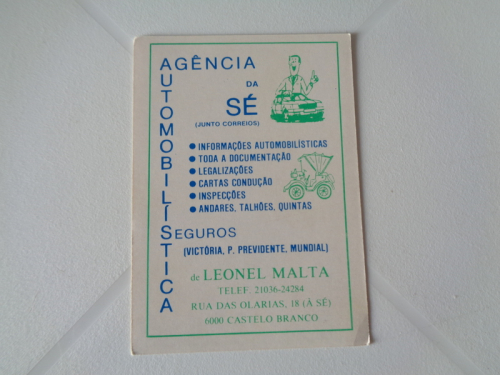 AGÊNCIA
AUTOMOBILÍSTICA
DA
SÉ
(JUNTO CORREIOS)
● INFORMAÇÕES AUTOMOBILÍSTICAS
● TODA A DOCUMENTAÇÃO
● LEGALIZAÇÕES
● CARTAS CONDUÇÃO
● INSPECÇÕES
● ANDARES, TALHÕES, QUINTAS
SEGUROS
(VICTÓRIA, P. PREVIDENTE, MUNDIAL)
de LEONEL MALTA
TELEF. 21036-24284
RUA DAS OLARIAS, 18 (À SÉ)
6000 CASTELO BRANCO